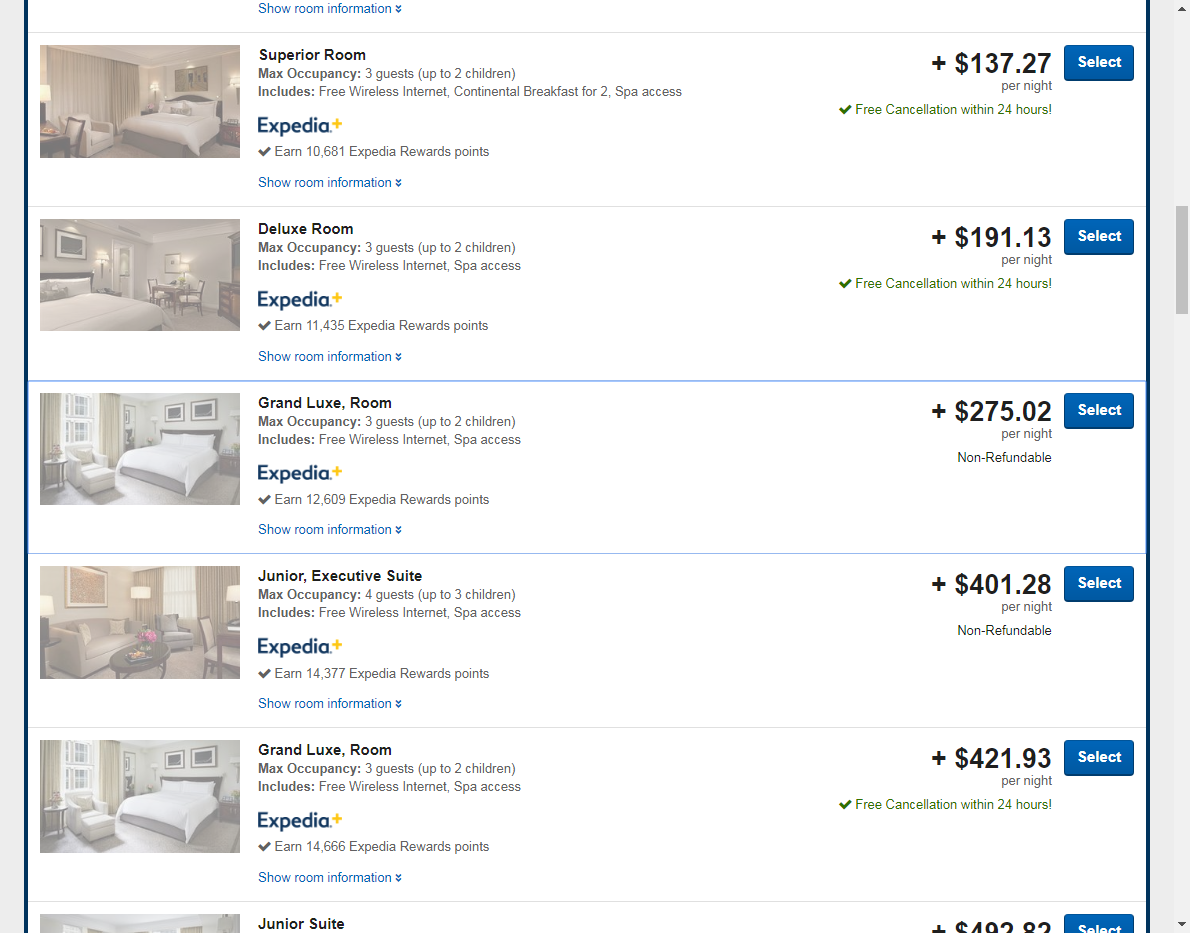 Show room information
Superior Room
Max Occupancy: 3 guests (up to 2 children)
Includes: Free Wireless Internet, Continental Breakfast for 2, Spa access
Expedia.+
Earn 10,681 Expedia Rewards points
Show room information
+ $137.27
per night
Free Cancellation within 24 hours!
Select
Deluxe Room
Max Occupancy: 3 guests (up to 2 children)
Includes: Free Wireless Internet, Spa access
Expedia.+
Earn 11,435 Expedia Rewards points
Show room information
+ $191.13
per night
Free Cancellation within 24 hours!
Select
Grand Luxe, Room
Max Occupancy: 3 guests (up to 2 children)
Includes: Free Wireless Internet, Spa access
Expedia.+
Earn 12,609 Expedia Rewards points
Show room information
+ $275.02
per night
Non-Refundable
Select
Junior, Executive Suite
Max Occupancy: 4 guests (up to 3 children)
Includes: Free Wireless Internet, Spa access
Expedia.+
Earn 14,377 Expedia Rewards points
Show room information
+ $401.28
per night
Non-Refundable
Select
Grand Luxe, Room
Max Occupancy: 3 guests (up to 2 children)
Includes: Free Wireless Internet, Spa access
Expedia.+
Earn 14,666 Expedia Rewards points
Show room information
+ $421.93
per night
Free Cancellation within 24 hours!
Select
Junior Suite
+ $492.82
Select